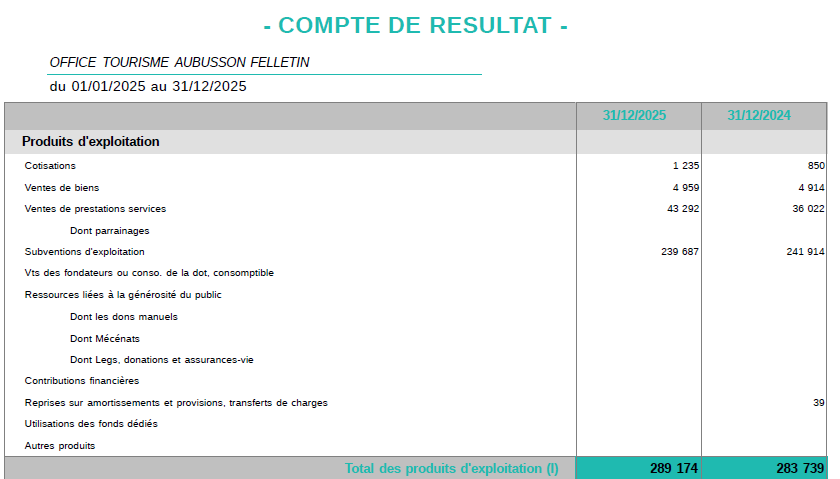 - COMPTE DE RESULTAT -
OFFICE TOURISME AUBUSSON FELLETIN
du 01/01/2025 au 31/12/2025
31/12/2025 31/12/2024
Produits d'exploitation
Cotisations 1 235 850
Ventes de biens 4 959 4 914
Ventes de prestations services 43 292 36 022
Dont parrainages
Subventions d'exploitation 239 687 241 914
Vts des fondateurs ou conso. de la dot, consomptible
Ressources liées à la générosité du public
Dont les dons manuels
Dont Mécénats
Dont Legs, donations et assurances-vie
Contributions financières
Reprises sur amortissements et provisions, transferts de charges 39
Utilisations des fonds dédiés
Autres produits
Total des produits d'exploitation (I) 289 174 283 739